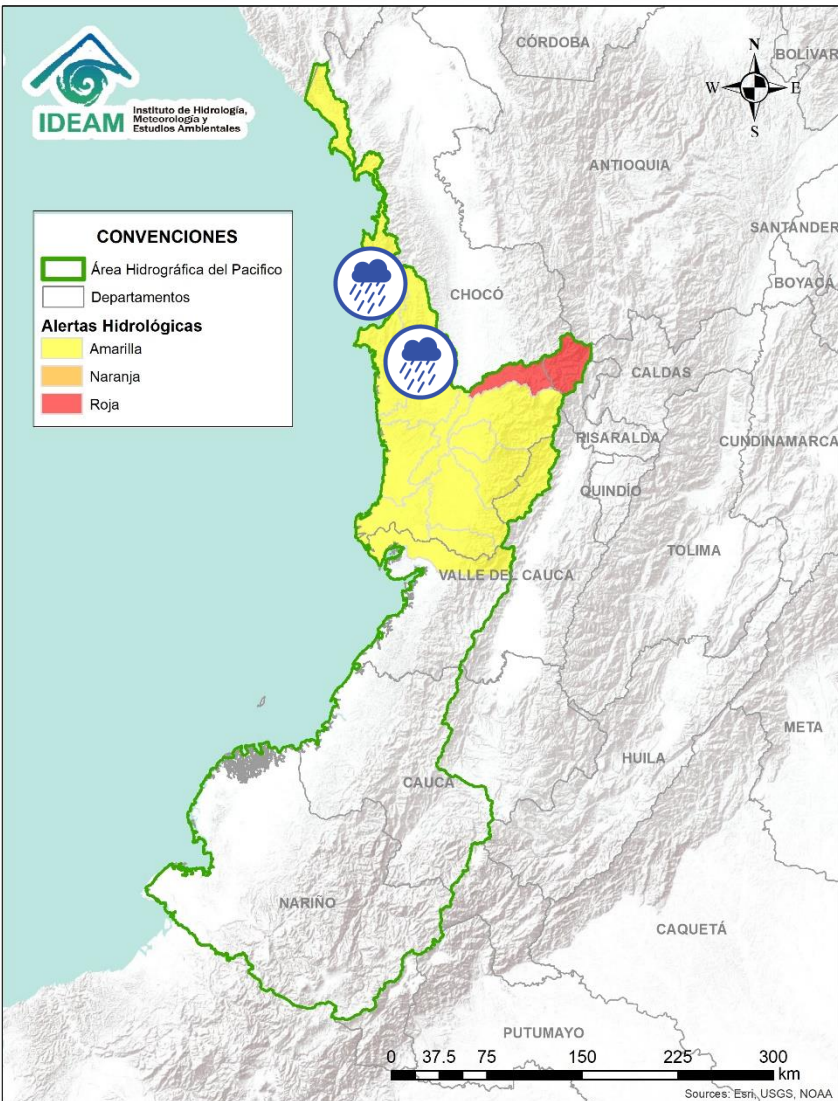 IDEAM
Instituto de Hidrología,
Meteorología y
Estudios Ambientales
CÓRDOBA
BOLÍVAR
N
W
E
S
ANTIOQUIA
SANTANDER
BOYACÁ
CONVENCIONES
Área Hidrográfica del Pacifico
Departamentos
Alertas Hidrológicas
Amarilla
Naranja
Roja
CHOCÓ
CALDAS
RISARALDA
CUNDINAMARCA
QUINDÍO
TOLIMA
VALLE DEL CAUCA
META
HUILA
CAUCA
NARIÑO
CAQUETÁ
PUTUMAYO
0 37.5 75 150 225 300
km
Sources: Esri, USGS, NOAA